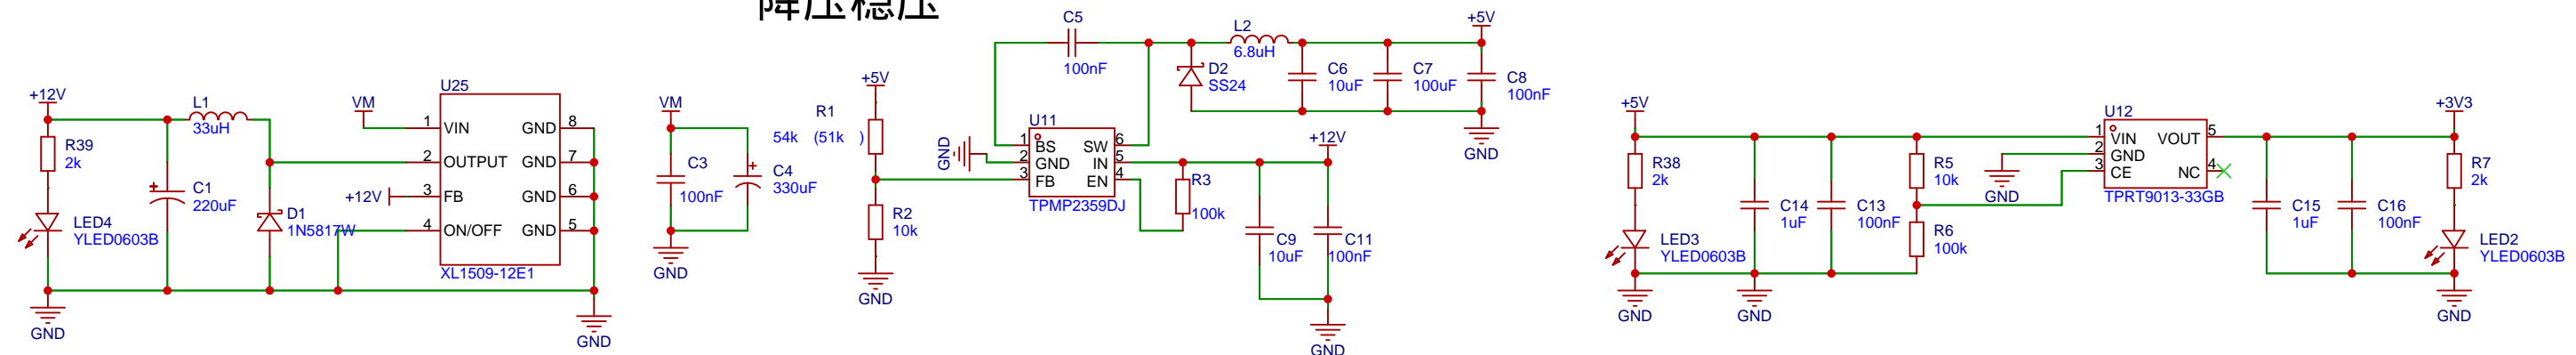 降压稳压
+12V
R39
2k
LED4
YLED0603B
GND
C1
220uF
L1
33uH
D1
1N5817W
VM
+12V
U25
1 VIN GND 8
2 OUTPUT GND 7
3 FB GND 6
4 ON/OFF GND 5
XL1509-12E1
GND
VM
C3
100nF
C4
330uF
GND
+5V
R1
54k (51k )
R2
10k
GND
C5
100nF
GND
U11
1 BS SW 6
2 GND IN 5
3 FB EN 4
TPMP2359DJ
D2
SS24
L2
6.8uH
C6
10uF
C7
100uF
+5V
C8
100nF
GND
R3
100k
+12V
C9
10uF
C11
100nF
GND
+5V
R38
2k
LED3
YLED0603B
GND
C14
1uF
GND
C13
100nF
R5
10k
R6
100k
GND
U12
1 VIN VOUT 5
2 GND
3 CE NC 4
TPRT9013-33GB
C15
1uF
C16
100nF
+3V3
R7
2k
LED2
YLED0603B
GND